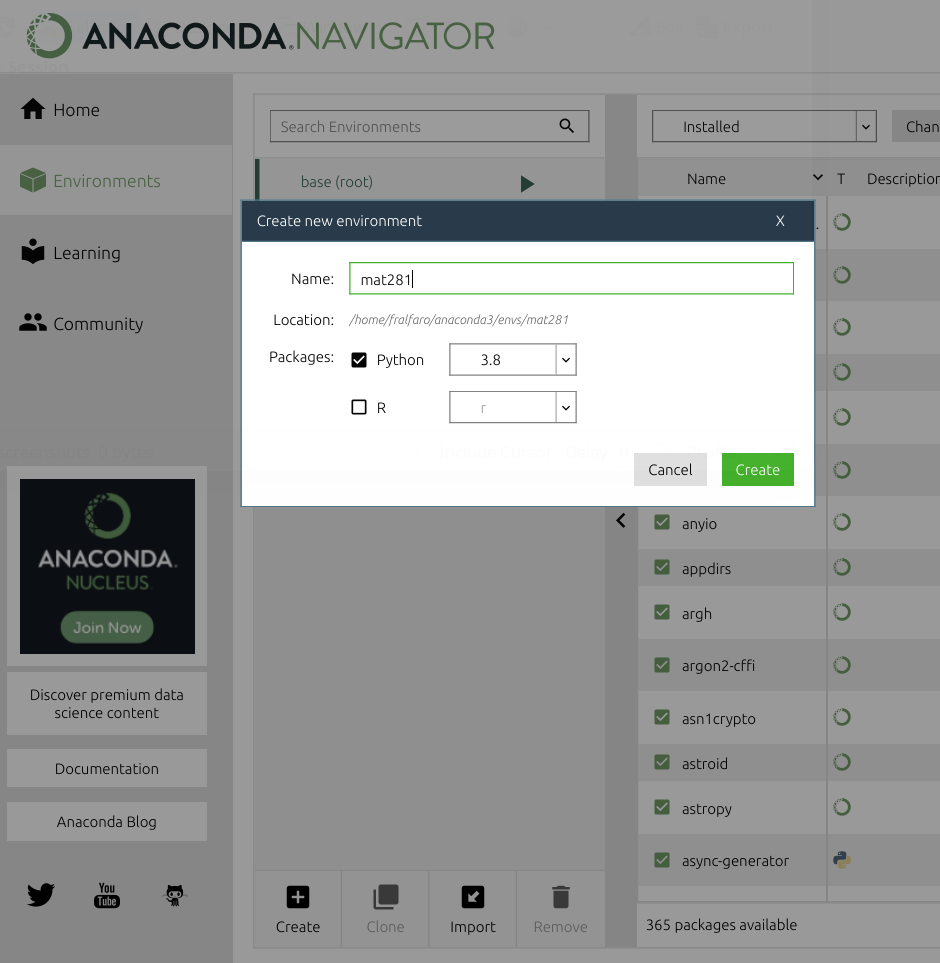 ANACONDA.NAVIGATOR
Home
Environments
Learning
Community
ANACONDA.
NUCLEUS
Join Now
Discover premium data
science content
Documentation
Anaconda Blog
You
Tube
Search Environments
base (root)
Create new environment X
Name: mat281
Location: /home/fralfaro/anaconda3/envs/mat281
Packages: Python 3.8
R r
Cancel Create
Create Clone Import Remove
Installed Chan
Name T Description
anyio
appdirs
argh
argon2-cffi
asn1crypto
astroid
astropy
async-generator
365 packages available